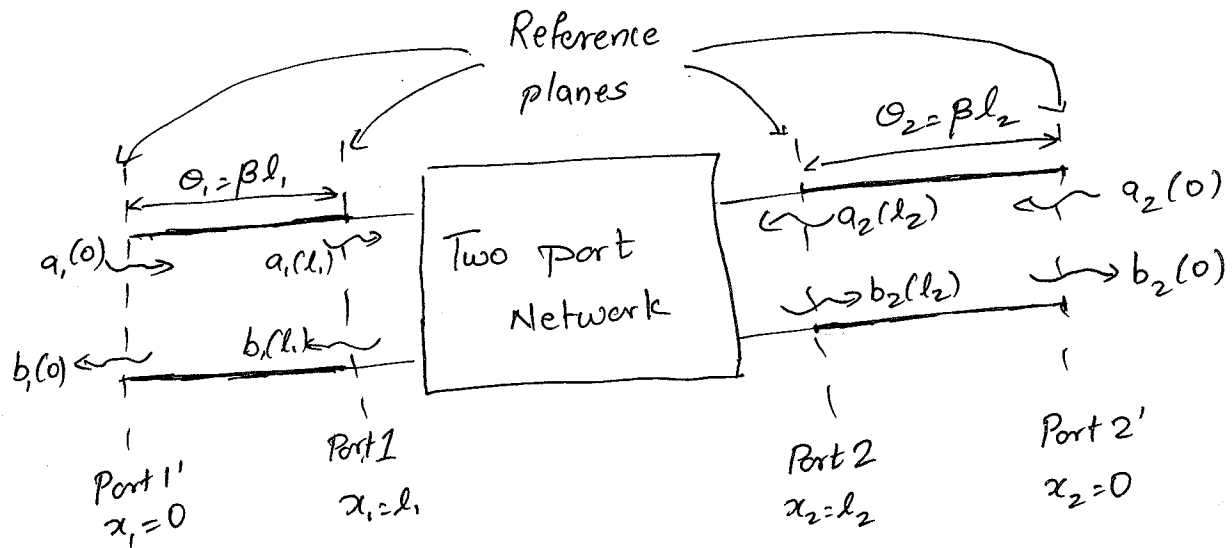 Reference
planes
θ₁=βl₁
θ₂=βl₂
a₁(0)
a₁(l₁)
Two port
Network
a₂(l₂)
a₂(0)
b₁(0)
b₁(l₁)
b₂(l₂)
b₂(0)
Port 1'
x₁=0
Port 1
x₁=l₁
Port 2
x₂=l₂
Port 2'
x₂=0